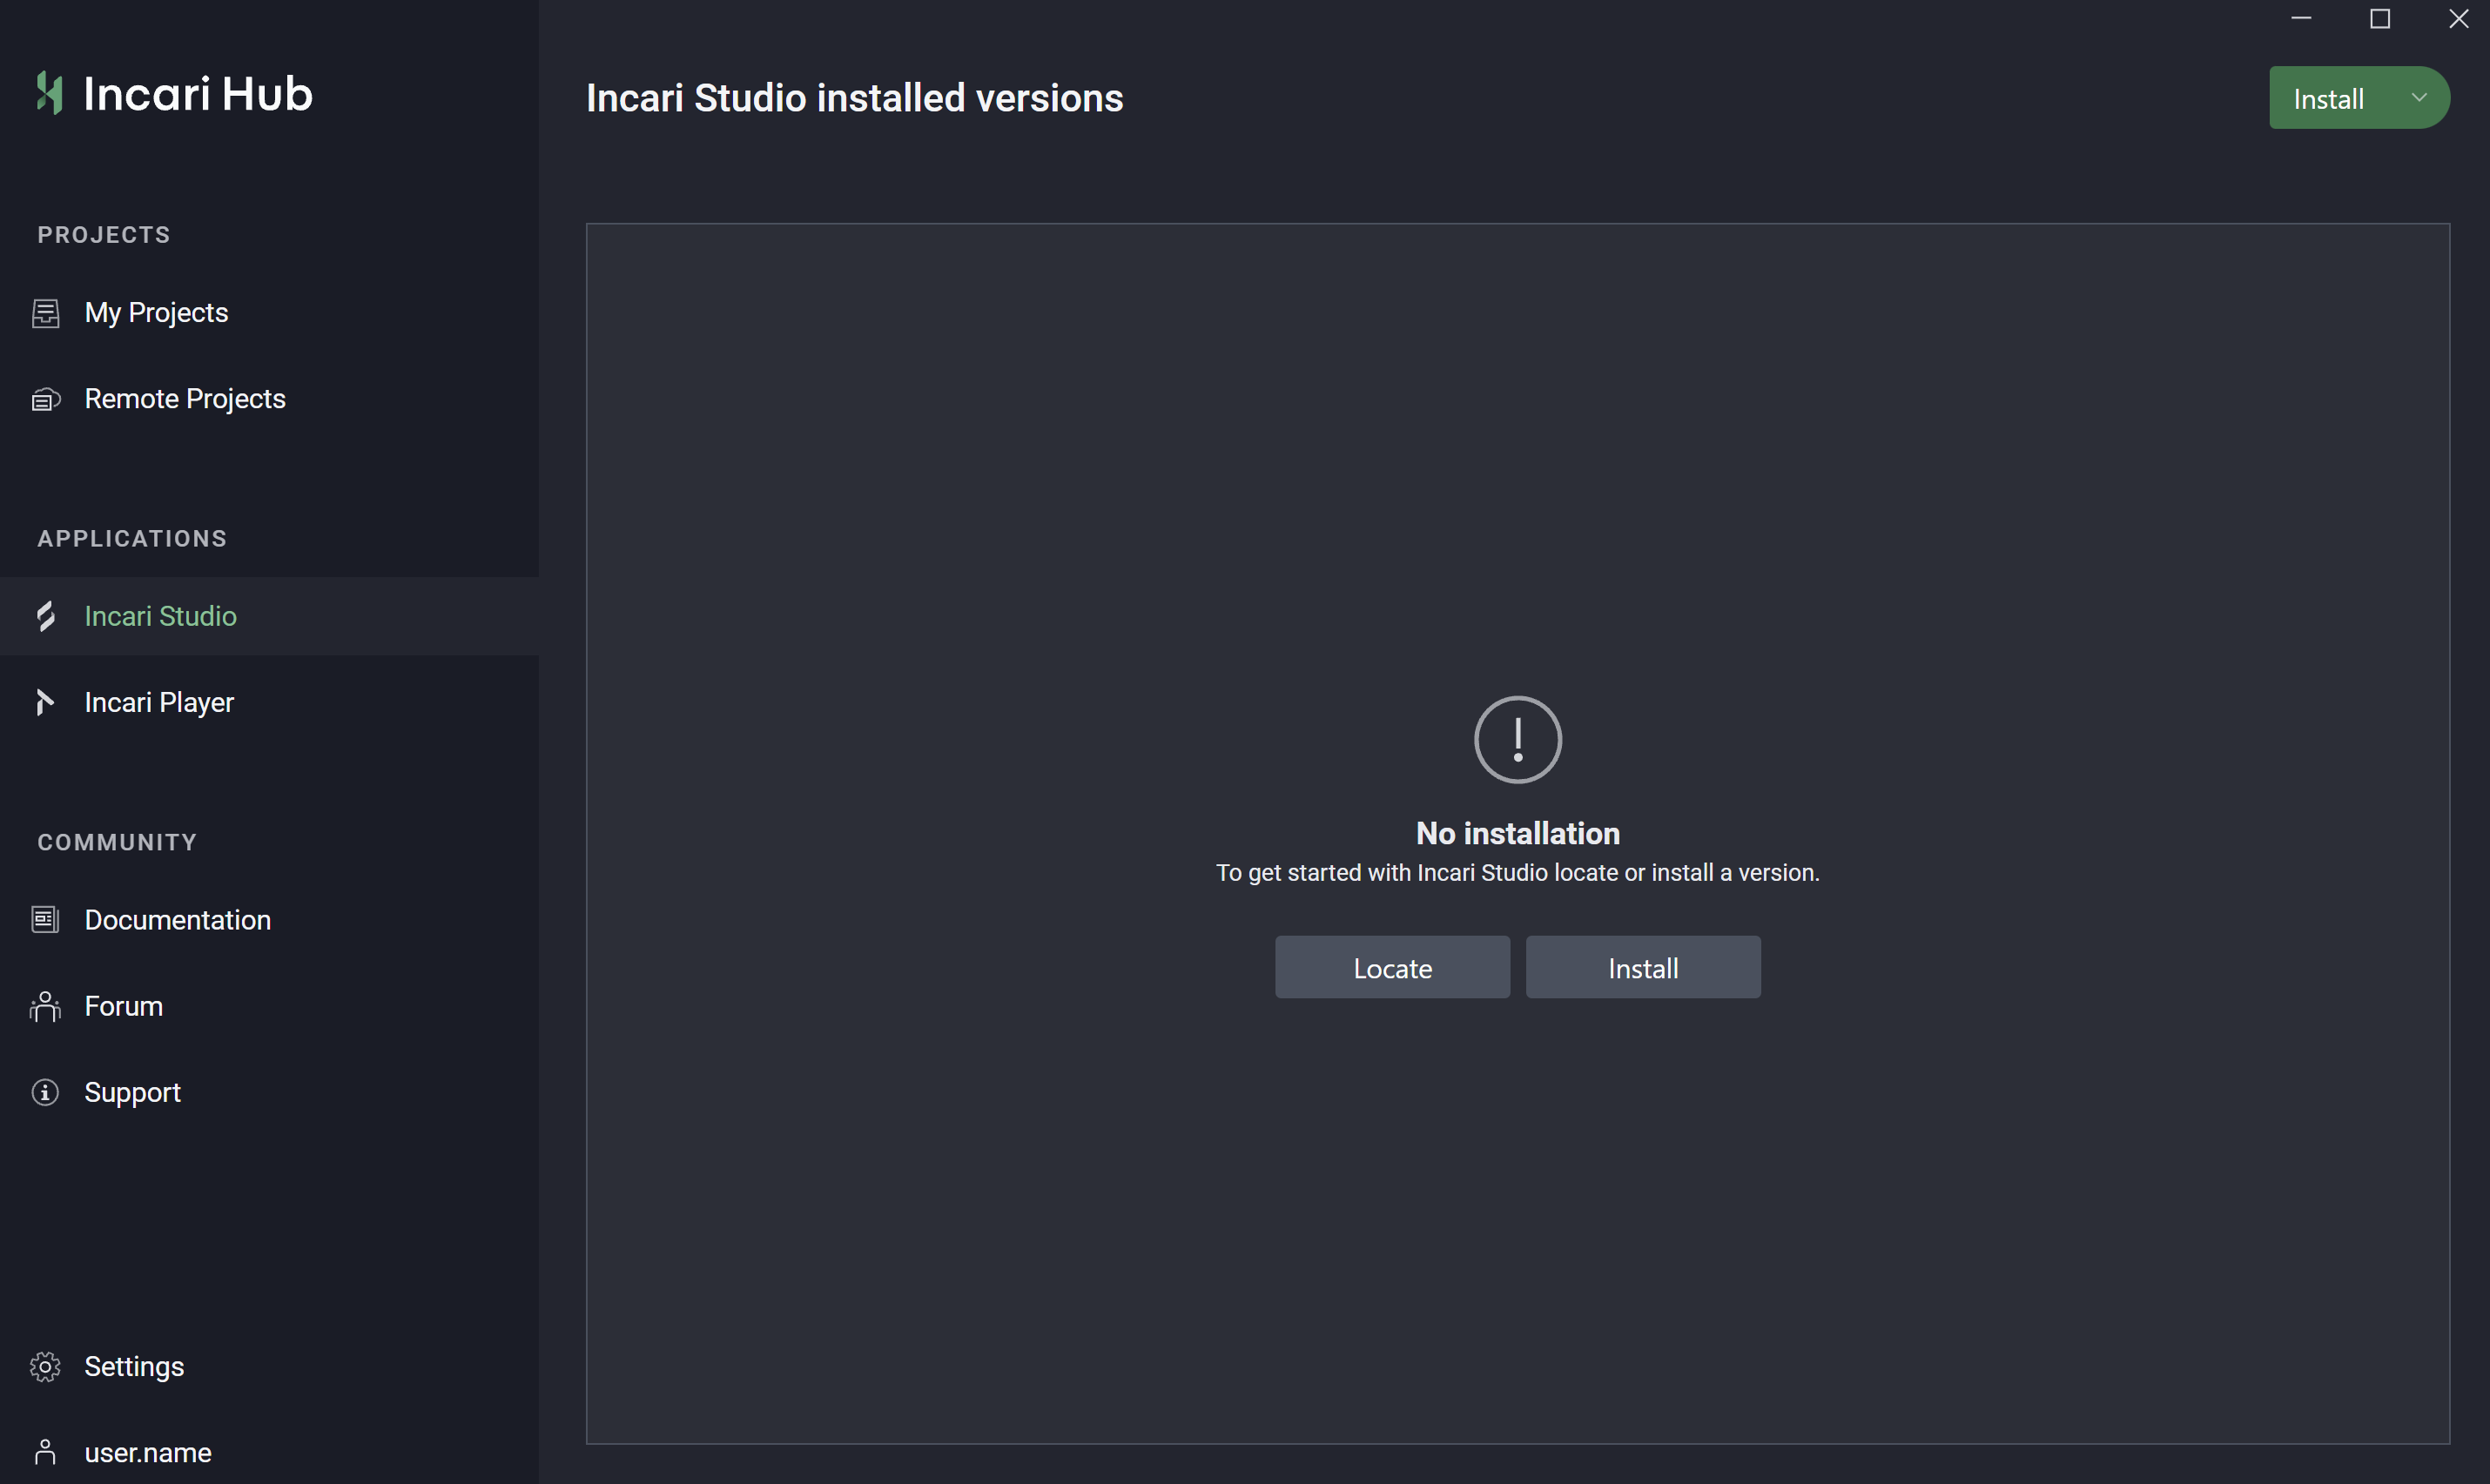 Incari Hub
PROJECTS
My Projects
Remote Projects
APPLICATIONS
Incari Studio
Incari Player
COMMUNITY
Documentation
Forum
Support
Settings
user.name
Incari Studio installed versions
Install
No installation
To get started with Incari Studio locate or install a version.
Locate
Install